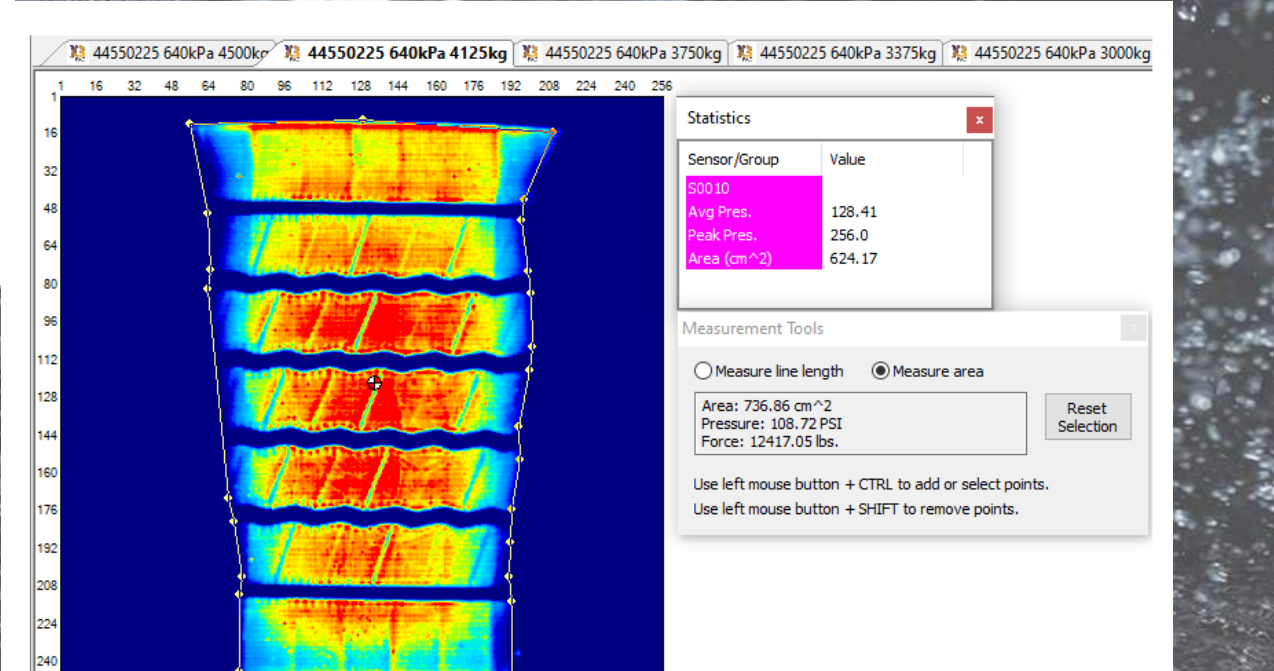 44550225 640kPa 4500kg 44550225 640kPa 4125kg 44550225 640kPa 3750kg 44550225 640kPa 3375kg 44550225 640kPa 3000kg
1 16 32 48 64 80 96 112 128 144 160 176 192 208 224 240 256
1
16
32
48
64
80
96
112
128
144
160
176
192
208
224
240
Statistics
x
Sensor/Group Value
S0010
Avg Pres. 128.41
Peak Pres. 256.0
Area (cm^2) 624.17
Measurement Tools
Measure line length Measure area
Area: 736.86 cm^2
Pressure: 108.72 PSI
Force: 12417.05 lbs.
Reset
Selection
Use left mouse button + CTRL to add or select points.
Use left mouse button + SHIFT to remove points.